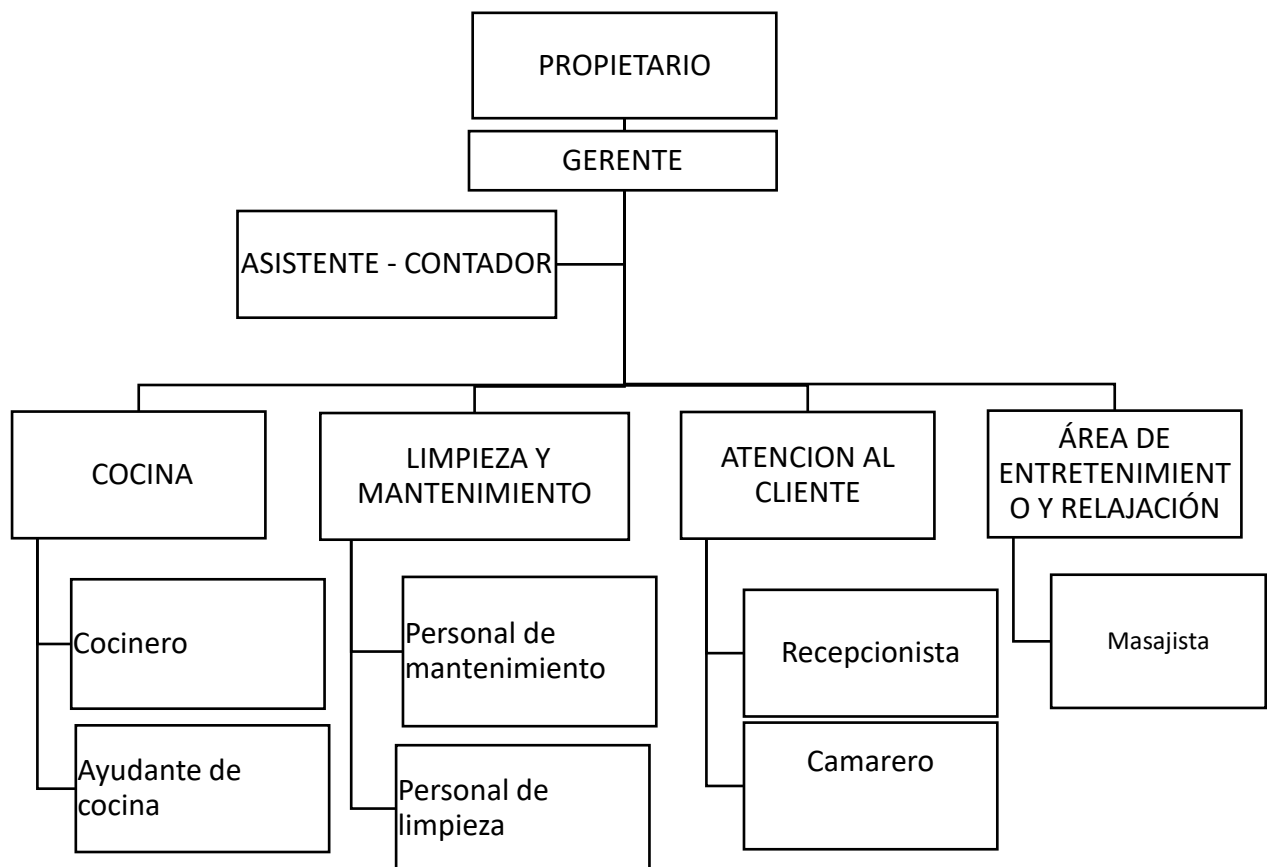 PROPIETARIO
GERENTE
ASISTENTE - CONTADOR
COCINA
LIMPIEZA Y
MANTENIMIENTO
ATENCION AL
CLIENTE
ÁREA DE
ENTRETENIMIENT
O Y RELAJACIÓN
Cocinero
Ayudante de
cocina
Personal de
mantenimiento
Personal de
limpieza
Recepcionista
Camarero
Masajista